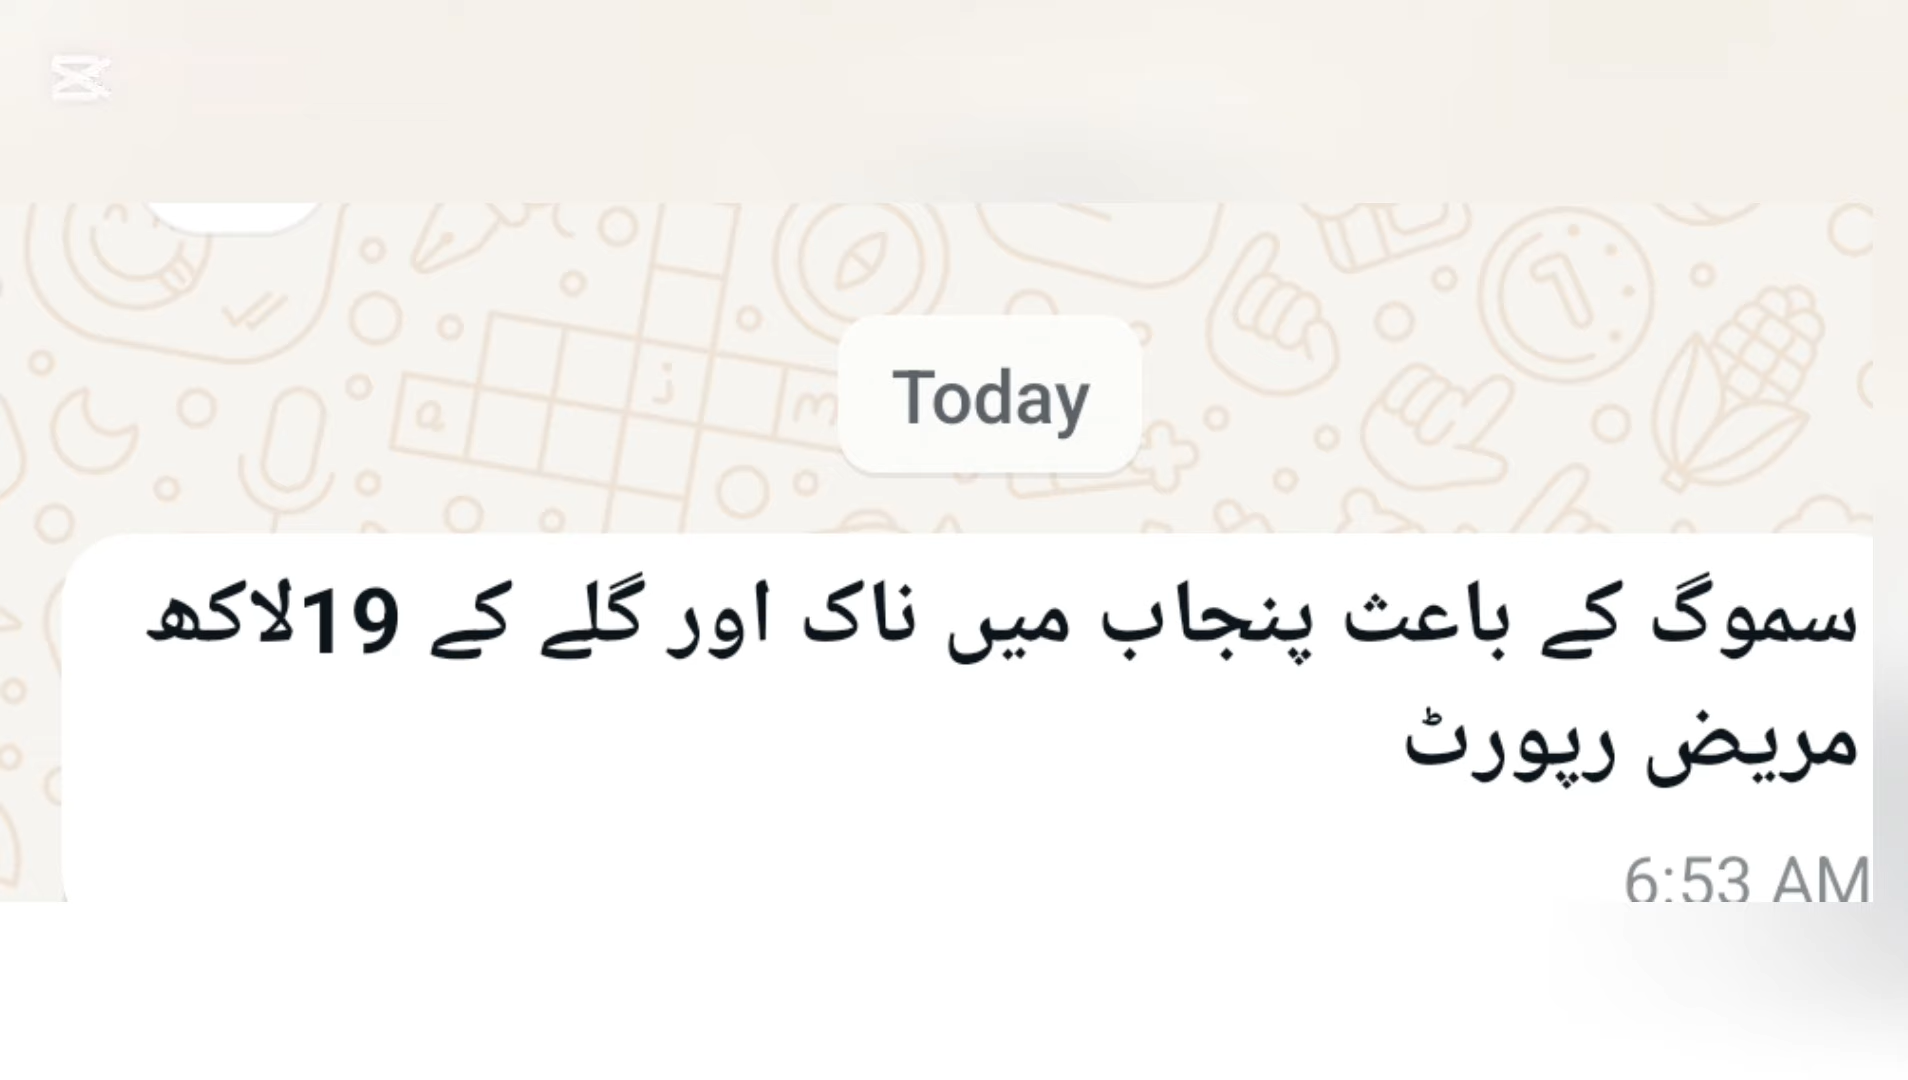 Today
سموگ کے باعث پنجاب میں ناک اور گلے کے 19لاکھ
مریض رپورٹ
6:53 AM